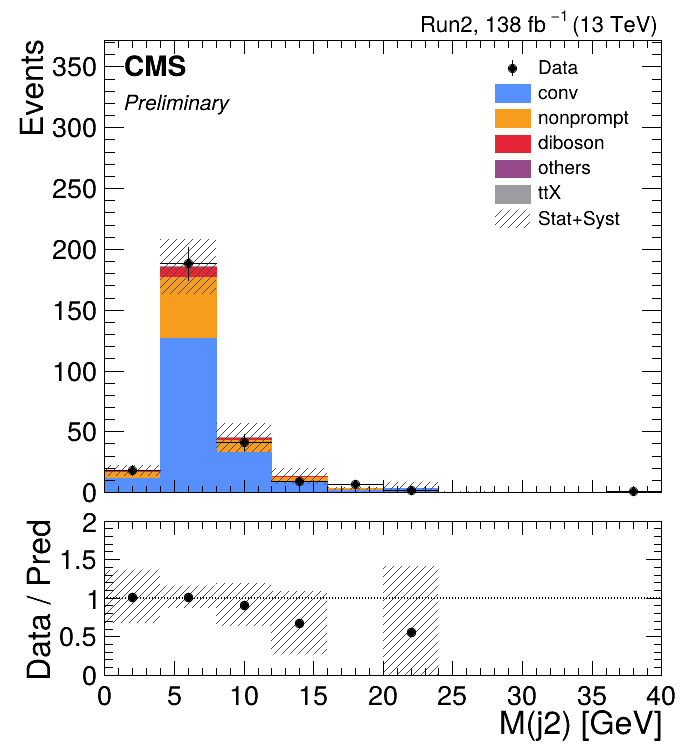 Run2, 138 fb⁻¹ (13 TeV)
Events
350
300
250
200
150
100
50
0
CMS
Preliminary
Data
conv
nonprompt
diboson
others
ttX
Stat+Syst
Data / Pred
2
1.5
1
0.5
0
0 5 10 15 20 25 30 35 40
M(j2) [GeV]